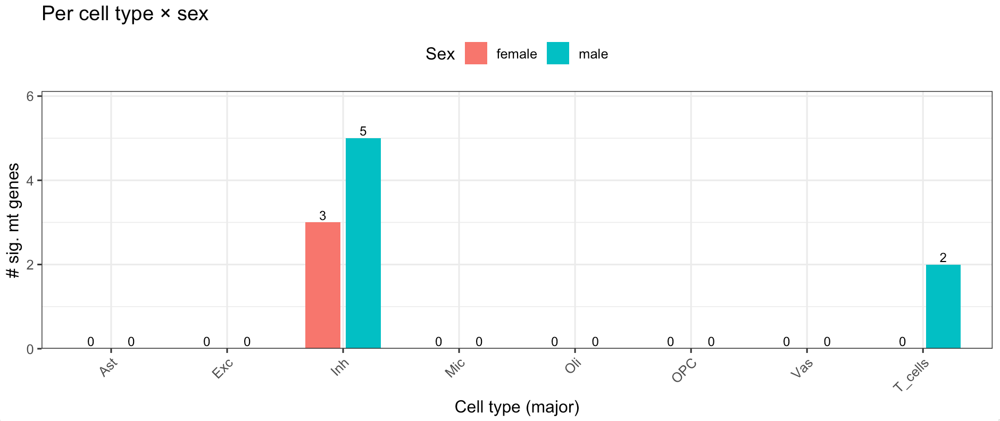 Per cell type × sex
Sex female male
# sig. mt genes
6
4
2
0
5
3
2
0 0 0 0 0 0 0 0 0 0 0 0 0
Ast Exc Inh Mic Oli OPC Vas T_cells
Cell type (major)